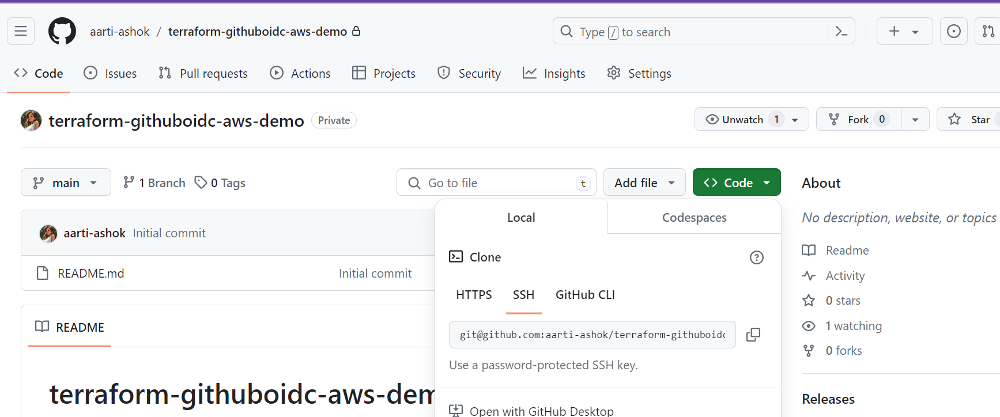 aarti-ashok / terraform-githuboidc-aws-demo
Type / to search
Code Issues Pull requests Actions Projects Security Insights Settings
terraform-githuboidc-aws-demo Private
Unwatch 1 Fork 0 Star
main 1 Branch 0 Tags
Go to file t Add file Code
About
Local Codespaces
No description, website, or topics
aarti-ashok Initial commit
README.md Initial commit
Clone
HTTPS SSH GitHub CLI
git@github.com:aarti-ashok/terraform-githuboidc
Use a password-protected SSH key.
Open with GitHub Desktop
Readme
Activity
0 stars
1 watching
0 forks
Releases
README
terraform-githuboidc-aws-dem